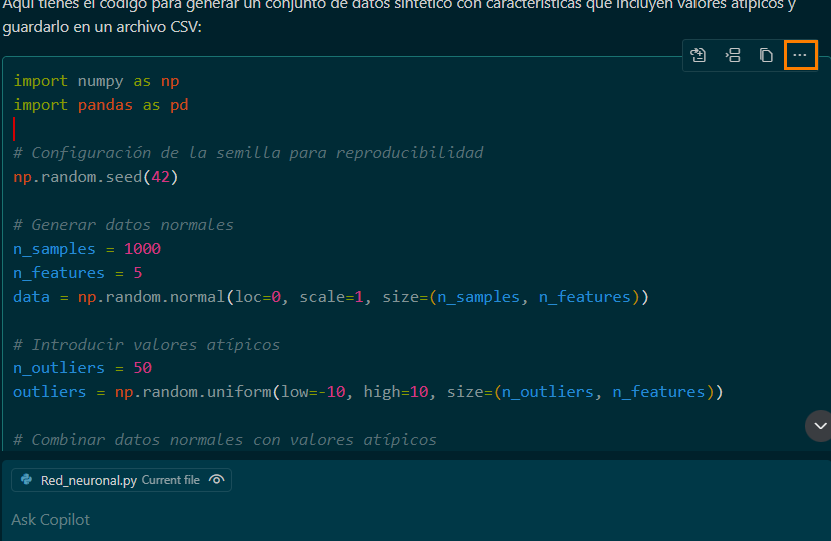 Aquí tienes el código para generar un conjunto de datos sintético con características que incluyen valores atípicos y
guardarlo en un archivo CSV:
import numpy as np
import pandas as pd
# Configuración de la semilla para reproducibilidad
np.random.seed(42)
# Generar datos normales
n_samples = 1000
n_features = 5
data = np.random.normal(loc=0, scale=1, size=(n_samples, n_features))
# Introducir valores atípicos
n_outliers = 50
outliers = np.random.uniform(low=-10, high=10, size=(n_outliers, n_features))
# Combinar datos normales con valores atípicos
Red_neuronal.py Current file
Ask Copilot